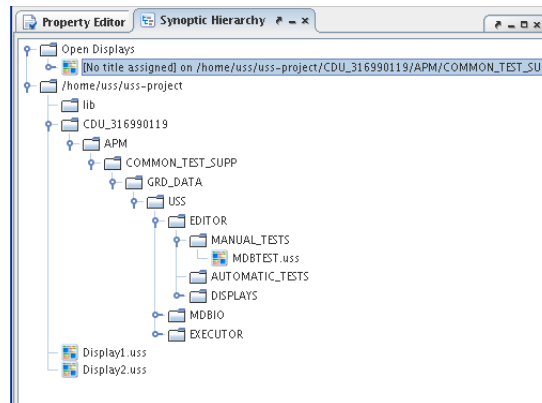 Property Editor Synoptic Hierarchy
Open Displays
[No title assigned] on /home/uss/uss-project/CDU_316990119/APM/COMMON_TEST_SU
/home/uss/uss-project
lib
CDU_316990119
APM
COMMON_TEST_SUPP
GRD_DATA
USS
EDITOR
MANUAL_TESTS
MDBTEST.uss
AUTOMATIC_TESTS
DISPLAYS
MDBIO
EXECUTOR
Display1.uss
Display2.uss